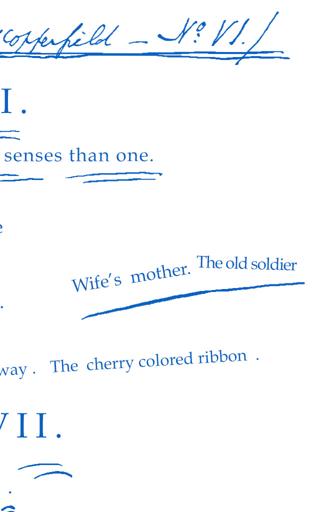 Copperfield — No. VI.
I.
senses than one.
e
Wife's mother. The old soldier
.
way. The cherry colored ribbon.
VII.
.